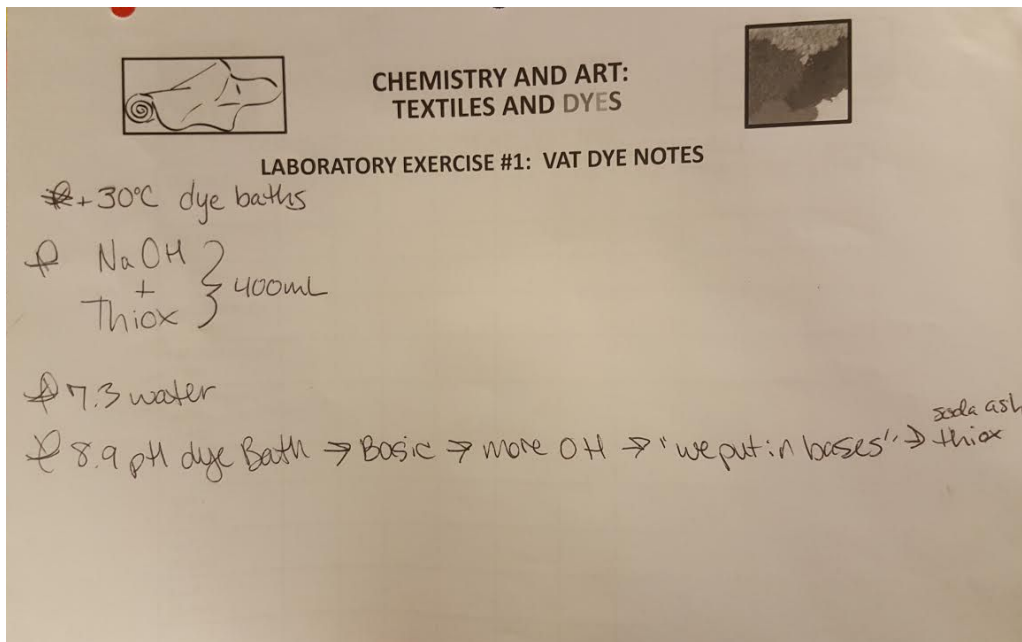 CHEMISTRY AND ART:
TEXTILES AND DYES
LABORATORY EXERCISE #1: VAT DYE NOTES
+30°C dye baths
NaOH
+
Thiox
} 400mL
7.3 water
soda ash
8.9 pH dye Bath → Basic → more OH → "we put in bases" → thiox